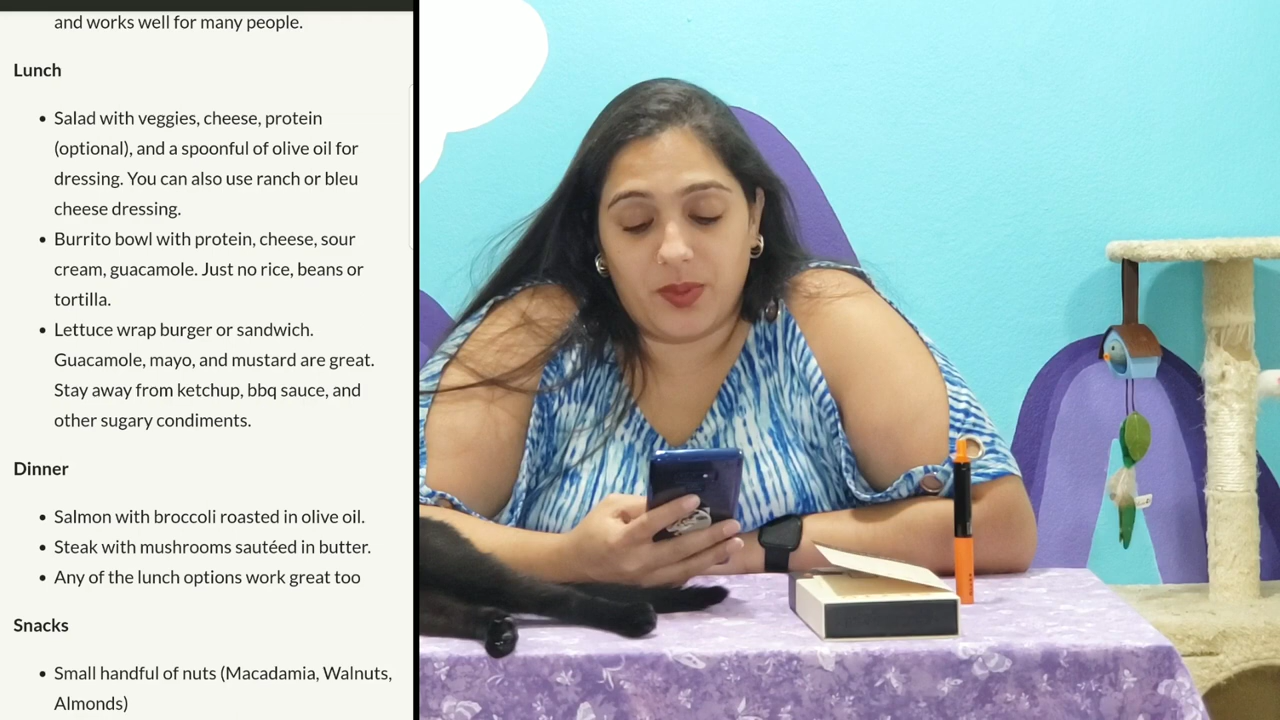 and works well for many people.
Lunch
• Salad with veggies, cheese, protein
(optional), and a spoonful of olive oil for
dressing. You can also use ranch or bleu
cheese dressing.
• Burrito bowl with protein, cheese, sour
cream, guacamole. Just no rice, beans or
tortilla.
• Lettuce wrap burger or sandwich.
Guacamole, mayo, and mustard are great.
Stay away from ketchup, bbq sauce, and
other sugary condiments.
Dinner
• Salmon with broccoli roasted in olive oil.
• Steak with mushrooms sautéed in butter.
• Any of the lunch options work great too
Snacks
• Small handful of nuts (Macadamia, Walnuts,
Almonds)